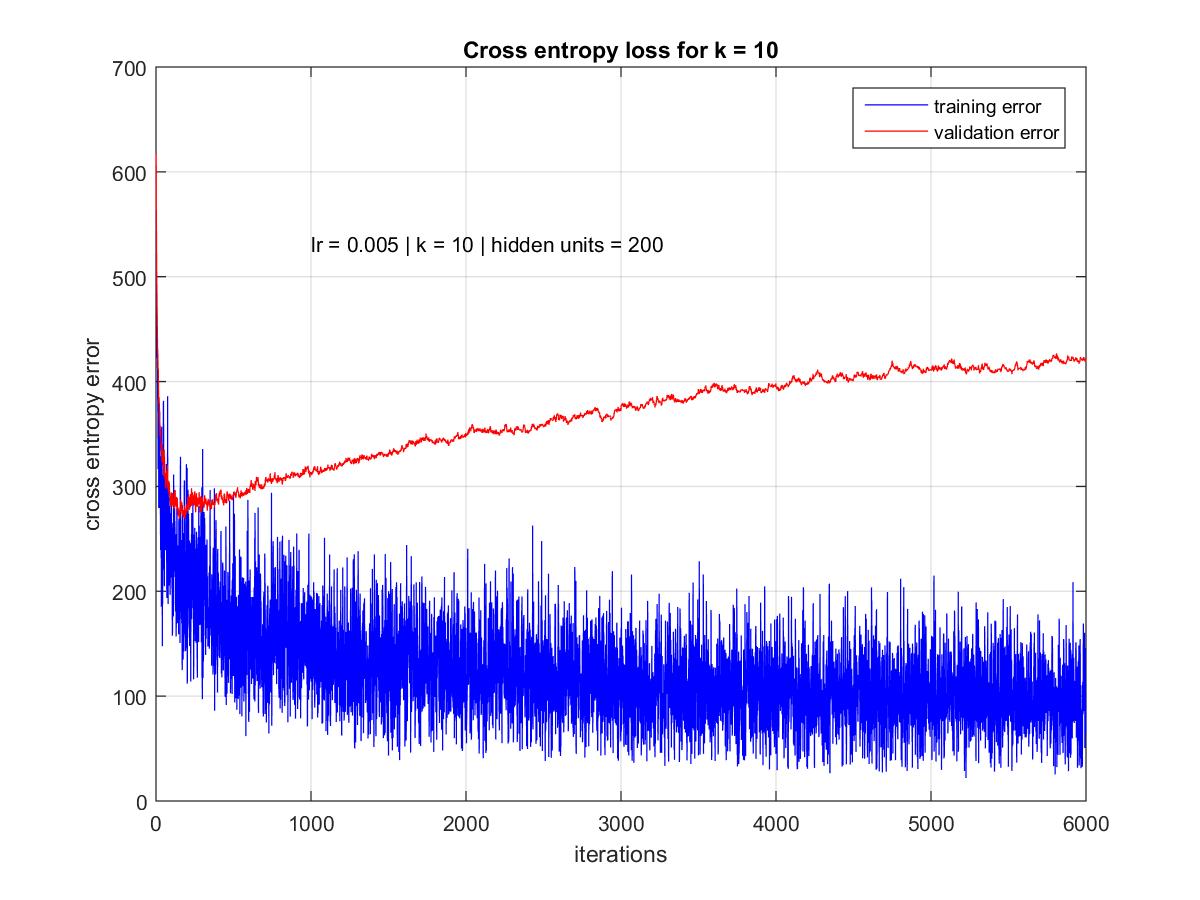 Cross entropy loss for k = 10
700
600
500
400
300
200
100
0
cross entropy error
training error
validation error
lr = 0.005 | k = 10 | hidden units = 200
0 1000 2000 3000 4000 5000 6000
iterations